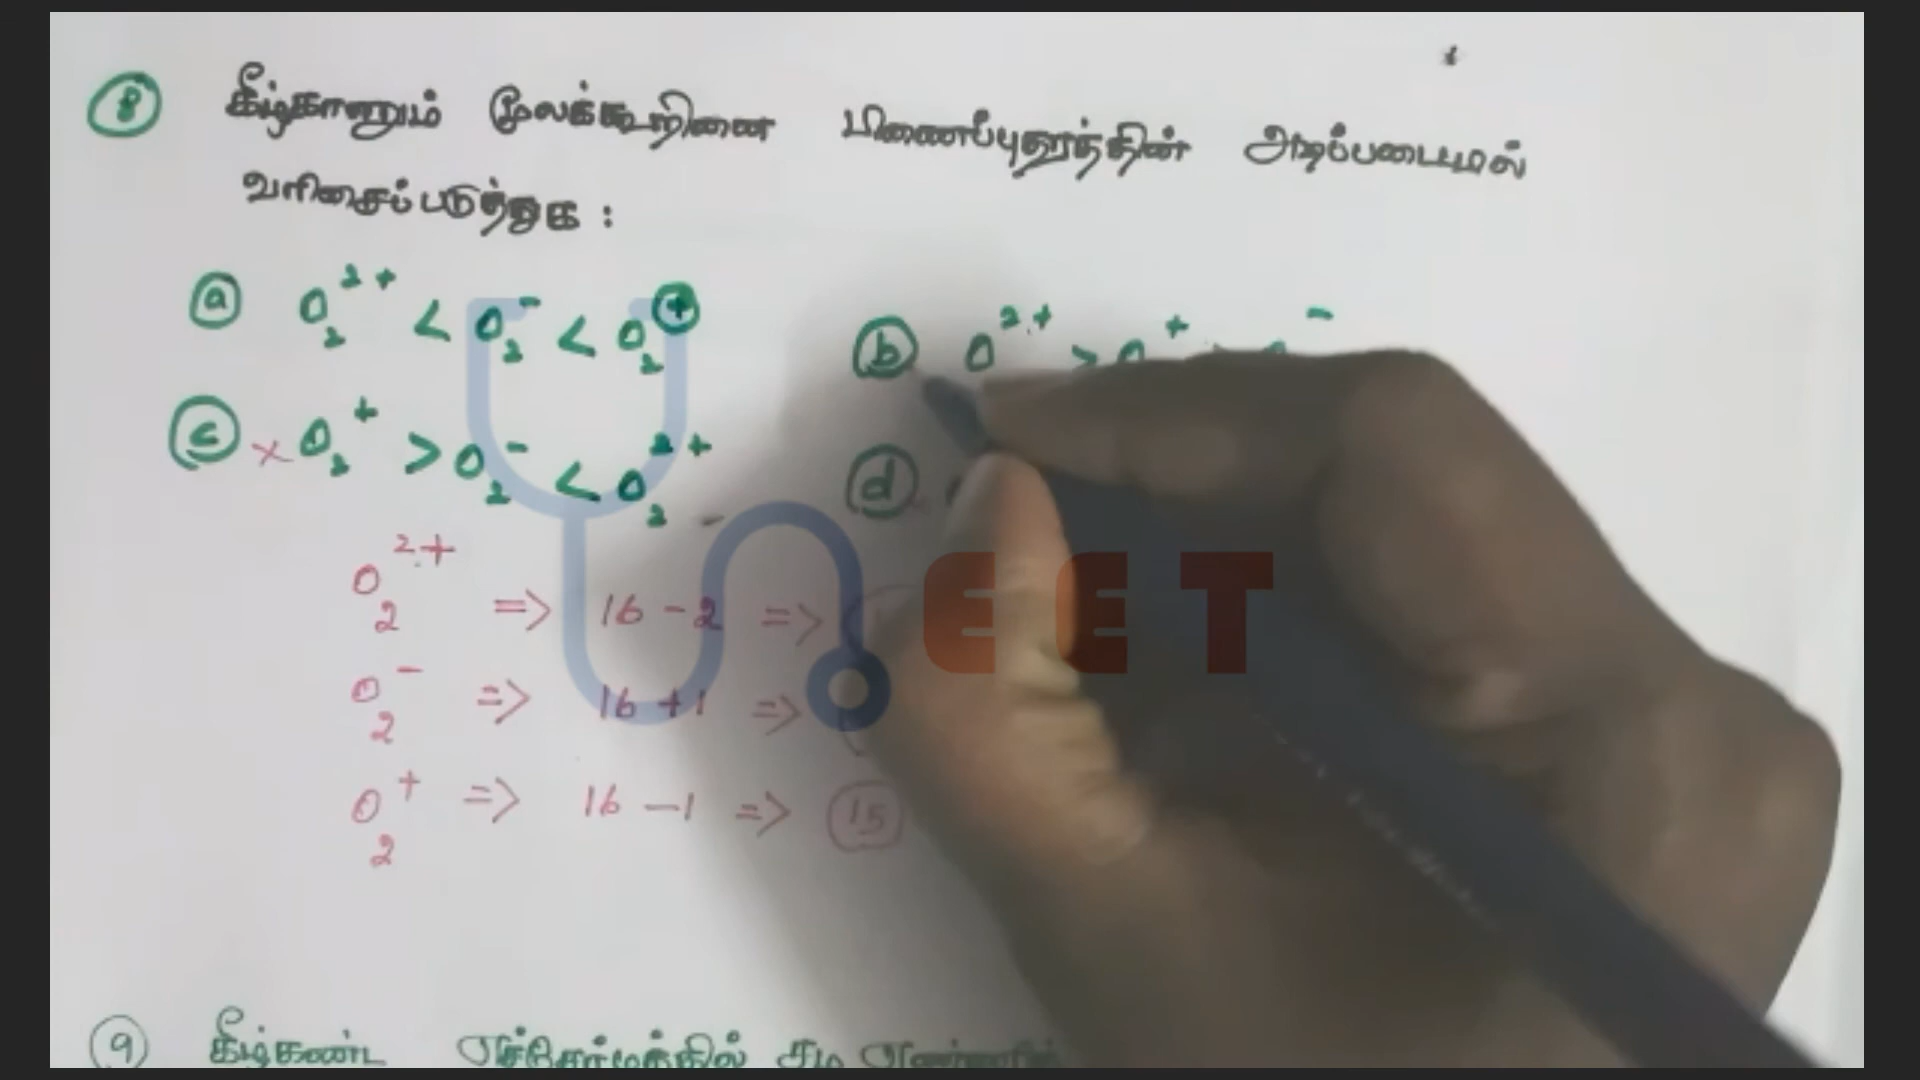 8 கீழ்காணும் மூலக்கூறினை பிணைப்புதரத்தின் அடிப்படையில்
வரிசைப்படுத்துக :
a O₂²⁺ < O₂⁻ < O₂⁺
b O²⁺ > O⁺ O⁻
c × O₂⁺ > O₂⁻ < O₂²⁺
d
O₂²⁺ => 16 - 2 =>
O₂⁻ => 16 + 1 =>
O₂⁺ => 16 - 1 => 15
EET
9 கீழ்கண்ட